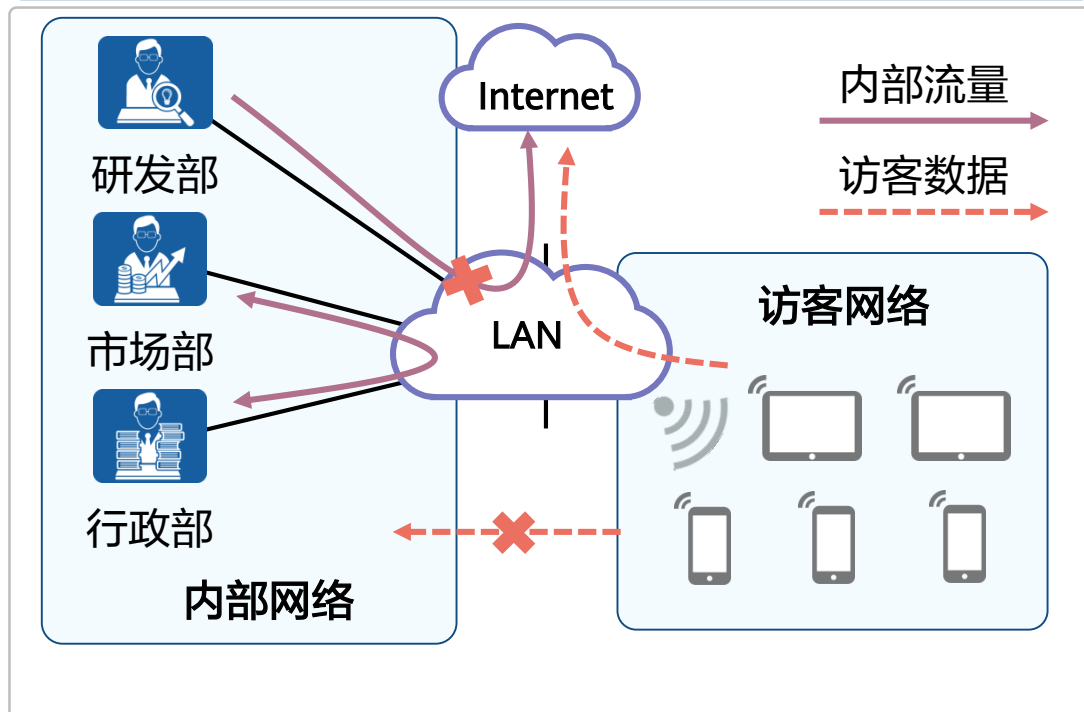 Internet
内部流量
访客数据
研发部
市场部
行政部
内部网络
LAN
访客网络